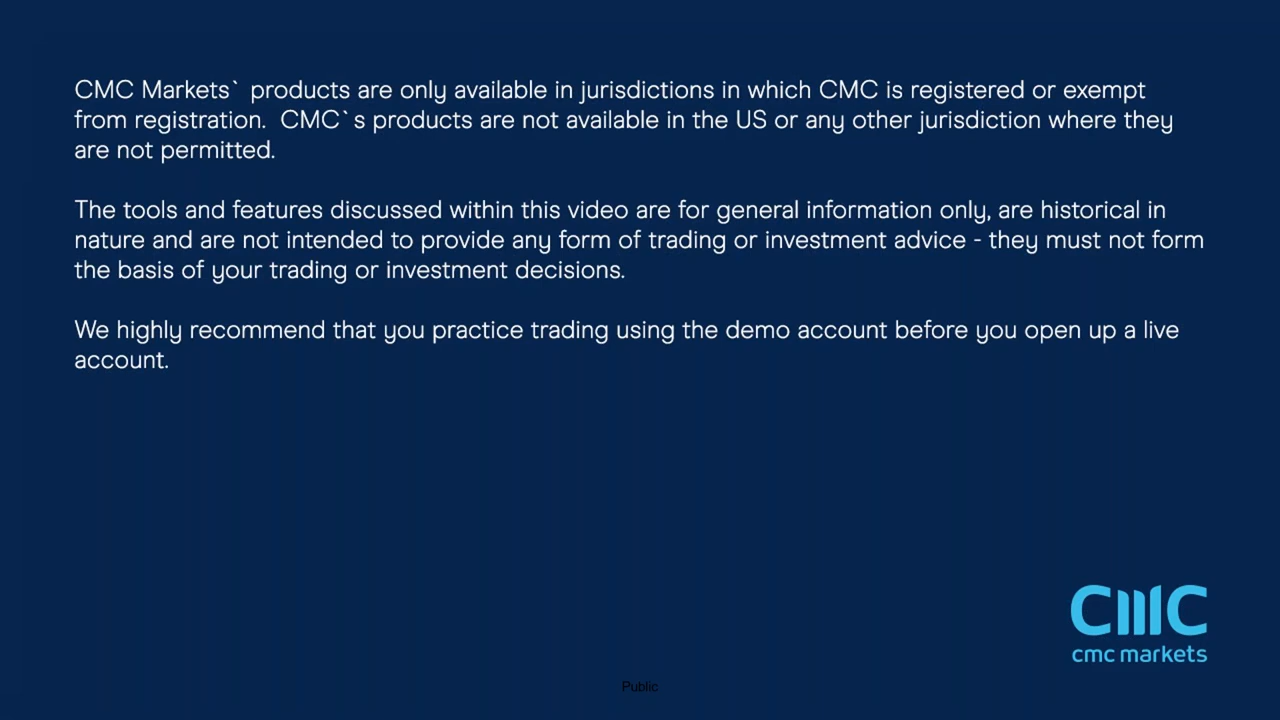 CMC Markets` products are only available in jurisdictions in which CMC is registered or exempt
from registration.  CMC`s products are not available in the US or any other jurisdiction where they
are not permitted.
The tools and features discussed within this video are for general information only, are historical in
nature and are not intended to provide any form of trading or investment advice - they must not form
the basis of your trading or investment decisions.
We highly recommend that you practice trading using the demo account before you open up a live
account.
CMC
cmc markets
Public